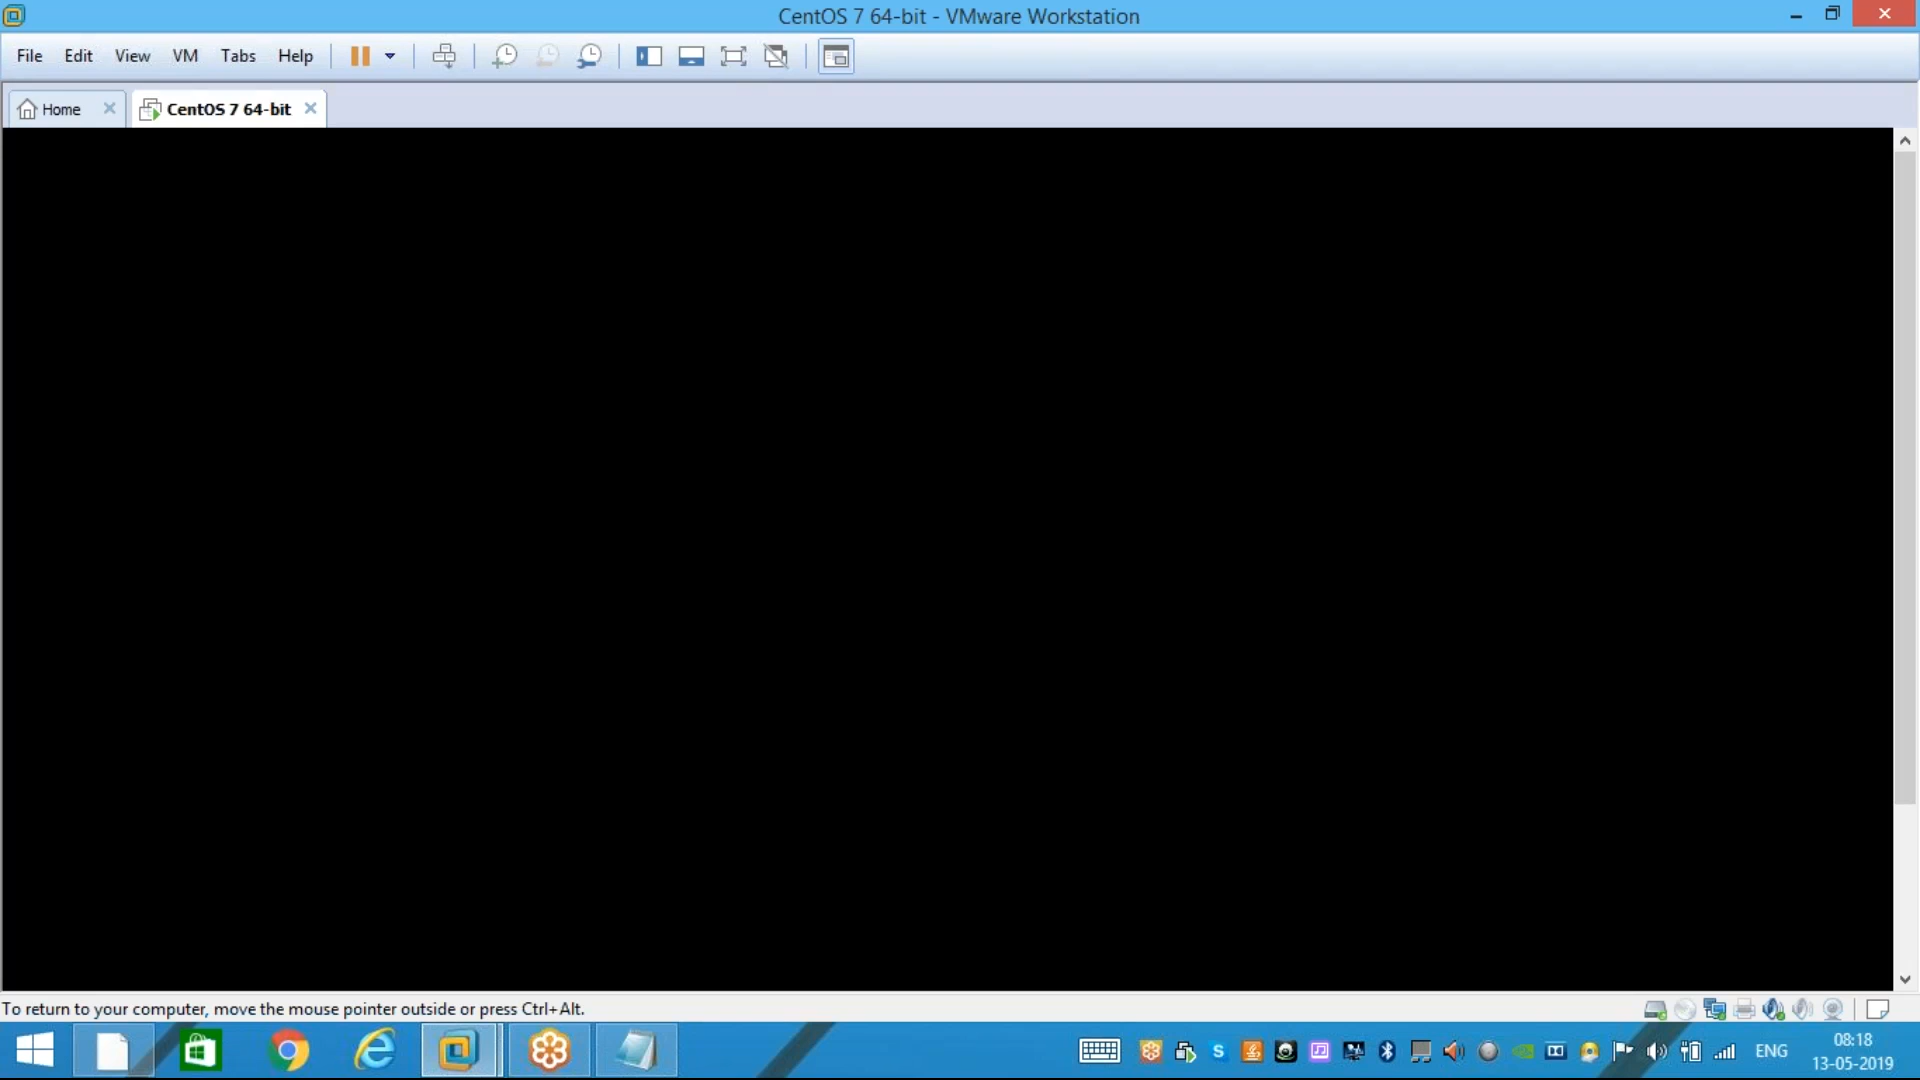 CentOS 7 64-bit - VMware Workstation
File Edit View VM Tabs Help
Home CentOS 7 64-bit
To return to your computer, move the mouse pointer outside or press Ctrl+Alt.
ENG 08:18
13-05-2019